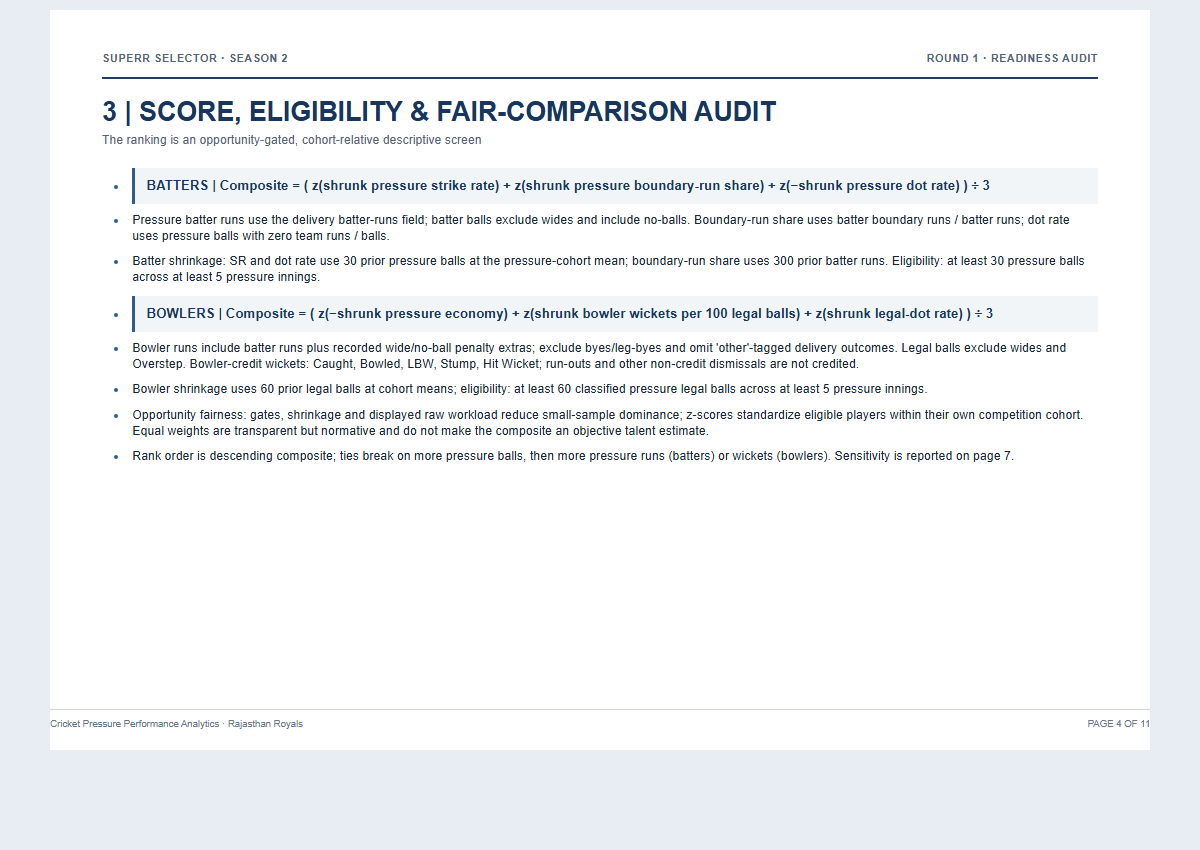 SUPERR SELECTOR · SEASON 2
ROUND 1 · READINESS AUDIT
3 | SCORE, ELIGIBILITY & FAIR-COMPARISON AUDIT
The ranking is an opportunity-gated, cohort-relative descriptive screen
• BATTERS | Composite = ( z(shrunk pressure strike rate) + z(shrunk pressure boundary-run share) + z(−shrunk pressure dot rate) ) ÷ 3
• Pressure batter runs use the delivery batter-runs field; batter balls exclude wides and include no-balls. Boundary-run share uses batter boundary runs / batter runs; dot rate
uses pressure balls with zero team runs / balls.
• Batter shrinkage: SR and dot rate use 30 prior pressure balls at the pressure-cohort mean; boundary-run share uses 300 prior batter runs. Eligibility: at least 30 pressure balls
across at least 5 pressure innings.
• BOWLERS | Composite = ( z(−shrunk pressure economy) + z(shrunk bowler wickets per 100 legal balls) + z(shrunk legal-dot rate) ) ÷ 3
• Bowler runs include batter runs plus recorded wide/no-ball penalty extras; exclude byes/leg-byes and omit 'other'-tagged delivery outcomes. Legal balls exclude wides and
Overstep. Bowler-credit wickets: Caught, Bowled, LBW, Stump, Hit Wicket; run-outs and other non-credit dismissals are not credited.
• Bowler shrinkage uses 60 prior legal balls at cohort means; eligibility: at least 60 classified pressure legal balls across at least 5 pressure innings.
• Opportunity fairness: gates, shrinkage and displayed raw workload reduce small-sample dominance; z-scores standardize eligible players within their own competition cohort.
Equal weights are transparent but normative and do not make the composite an objective talent estimate.
• Rank order is descending composite; ties break on more pressure balls, then more pressure runs (batters) or wickets (bowlers). Sensitivity is reported on page 7.
Cricket Pressure Performance Analytics · Rajasthan Royals
PAGE 4 OF 11